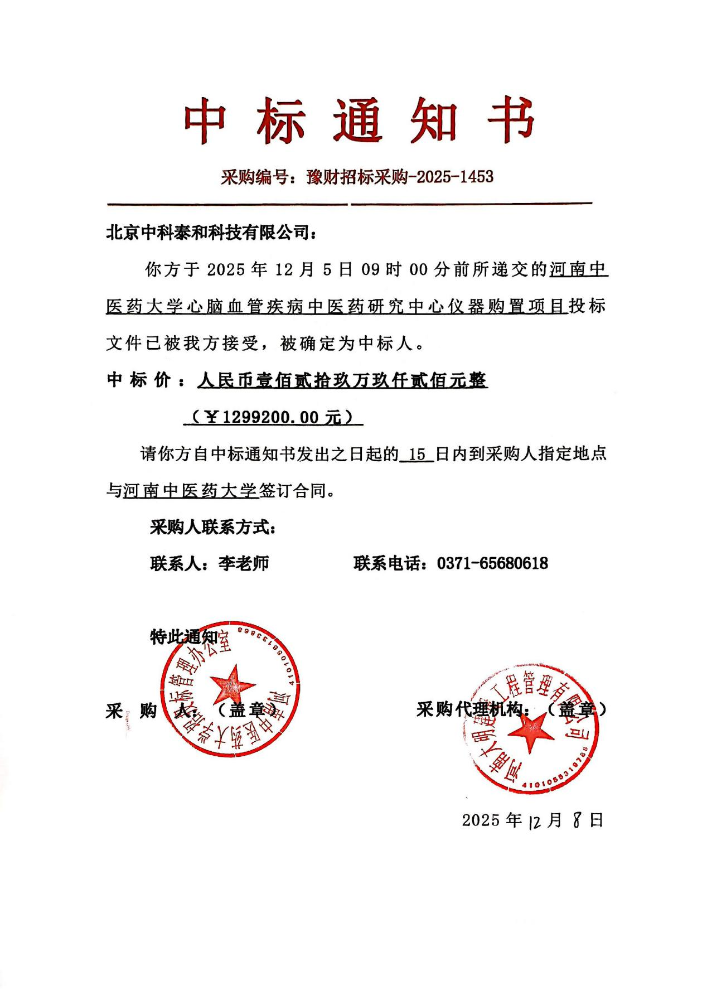 中标通知书
采购编号：豫财招标采购-2025-1453
北京中科泰和科技有限公司：
你方于 2025 年 12 月 5 日 09 时 00 分前所递交的河南中
医药大学心脑血管疾病中医药研究中心仪器购置项目投标
文件已被我方接受，被确定为中标人。
中标价：人民币壹佰贰拾玖万玖仟贰佰元整
（￥1299200.00 元）
请你方自中标通知书发出之日起的 15 日内到采购人指定地点
与河南中医药大学签订合同。
采购人联系方式：
联系人：李老师 联系电话：0371-65680618
特此通知
采购人：（盖章） 采购代理机构：（盖章）
河南中医药大学招投标管理办公室
4101056133868
河南大明建设工程管理有限公司
4101055319788
2025 年 12 月 8 日